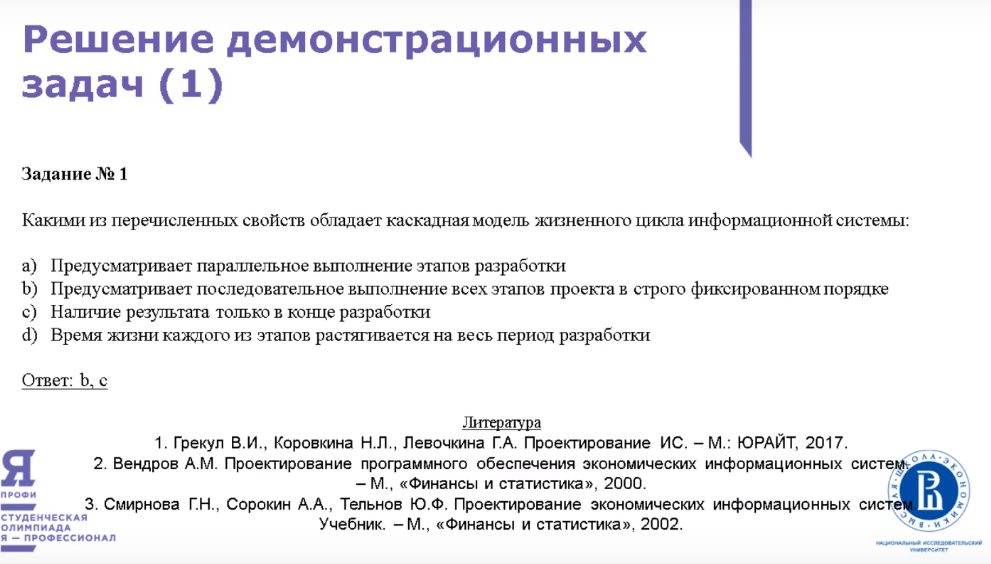 Решение демонстрационных
задач (1)
Задание № 1
Какими из перечисленных свойств обладает каскадная модель жизненного цикла информационной системы:
a) Предусматривает параллельное выполнение этапов разработки
b) Предусматривает последовательное выполнение всех этапов проекта в строго фиксированном порядке
c) Наличие результата только в конце разработки
d) Время жизни каждого из этапов растягивается на весь период разработки
Ответ: b, c
Литература
1. Грекул В.И., Коровкина Н.Л., Левочкина Г.А. Проектирование ИС. – М.: ЮРАЙТ, 2017.
2. Вендров А.М. Проектирование программного обеспечения экономических информационных систем.
– М., «Финансы и статистика», 2000.
3. Смирнова Г.Н., Сорокин А.А., Тельнов Ю.Ф. Проектирование экономических информационных систем.
Учебник. – М., «Финансы и статистика», 2002.
Я
ПРОФИ
СТУДЕНЧЕСКАЯ
ОЛИМПИАДА
Я — ПРОФЕССИОНАЛ
ВЫСШАЯ ШКОЛА ЭКОНОМИКИ
НАЦИОНАЛЬНЫЙ ИССЛЕДОВАТЕЛЬСКИЙ
УНИВЕРСИТЕТ